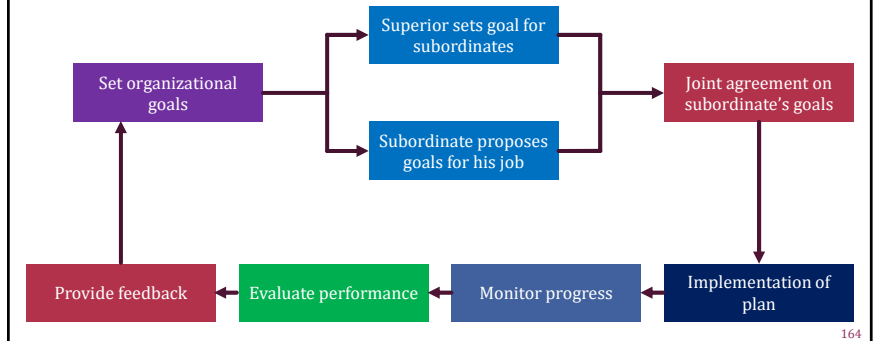 Superior sets goal for
subordinates
Set organizational
goals
Joint agreement on
subordinate’s goals
Subordinate proposes
goals for his job
Provide feedback
Evaluate performance
Monitor progress
Implementation of
plan
164